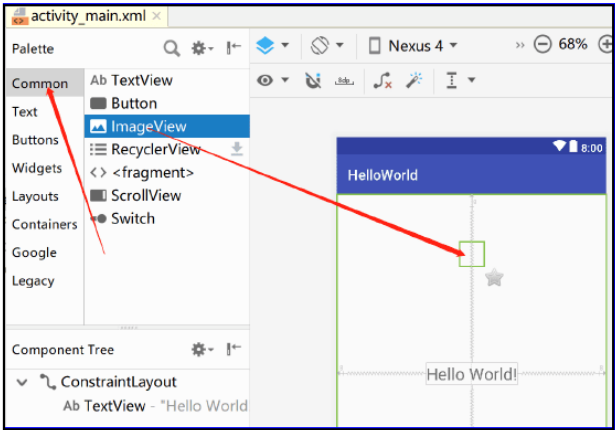 activity_main.xml
Palette
Nexus 4
68%
Common
Text
Buttons
Widgets
Layouts
Containers
Google
Legacy
Ab TextView
Button
ImageView
RecyclerView
<fragment>
ScrollView
Switch
8:00
HelloWorld
Hello World!
Component Tree
ConstraintLayout
Ab TextView - "Hello World